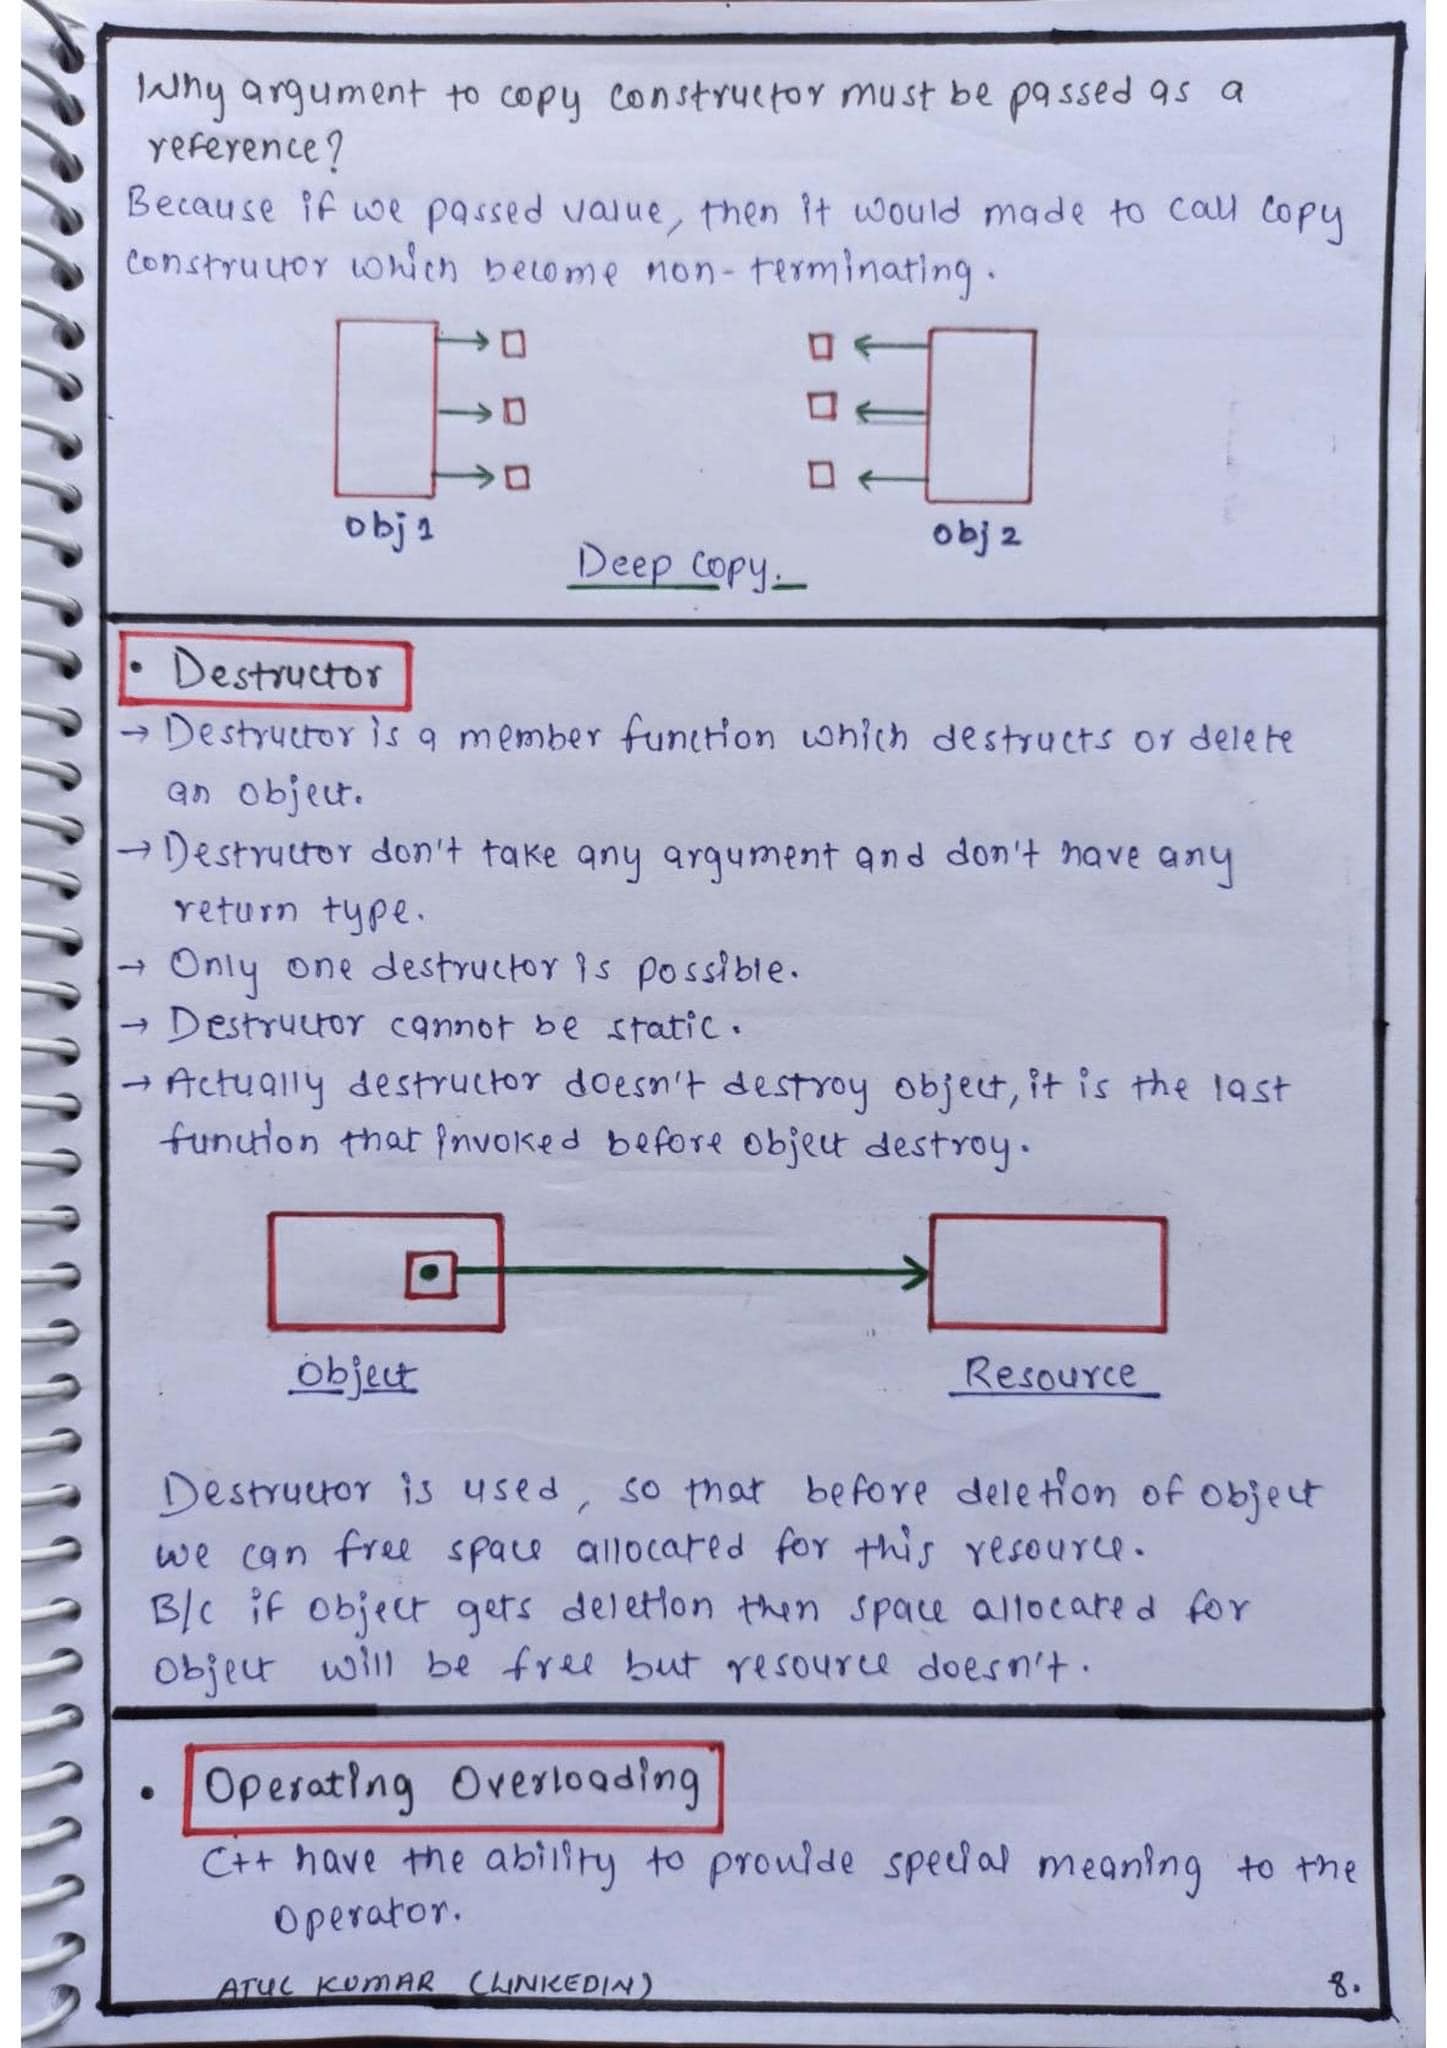 Why argument to copy constructor must be passed as a
reference?
Because if we passed value, then it would made to call copy
constructor which become non-terminating.
Obj 1
Obj 2
Deep Copy.
• Destructor
→ Destructor is a member function which destructs or delete
an object.
→ Destructor don't take any argument and don't have any
return type.
→ Only one destructor is possible.
→ Destructor cannot be static.
→ Actually destructor doesn't destroy object, it is the last
function that invoked before object destroy.
Object
Resource
Destructor is used, so that before deletion of object
we can free space allocated for this resource.
B/c if object gets deletion then space allocated for
object will be free but resource doesn't.
• Operating Overloading
C++ have the ability to provide special meaning to the
operator.
ATUL KUMAR (LINKEDIN)
8.